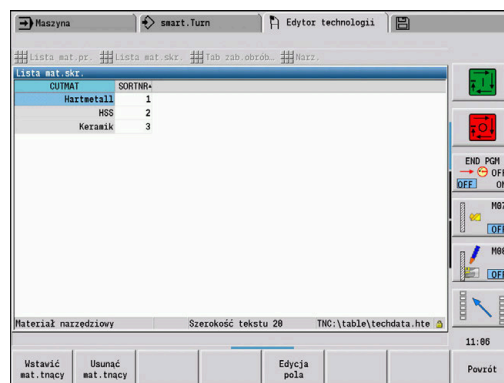 Maszyna
smart.Turn
Edytor technologii
Lista mat.pr.
Lista mat.skr.
Tab zab.obrób…
Narz.
Lista mat.skr.
CUTMAT SORTNR
Hartmetall 1
HSS 2
Keramik 3
END PGM
OFF
OFF ON
M07
OFF
M08
OFF
Materiał narzędziowy Szerokość tekstu 20 TNC:\table\techdata.hte
11:06
Wstawić
mat.tnący
Usunąć
mat.tnący
Edycja
pola
Powrót